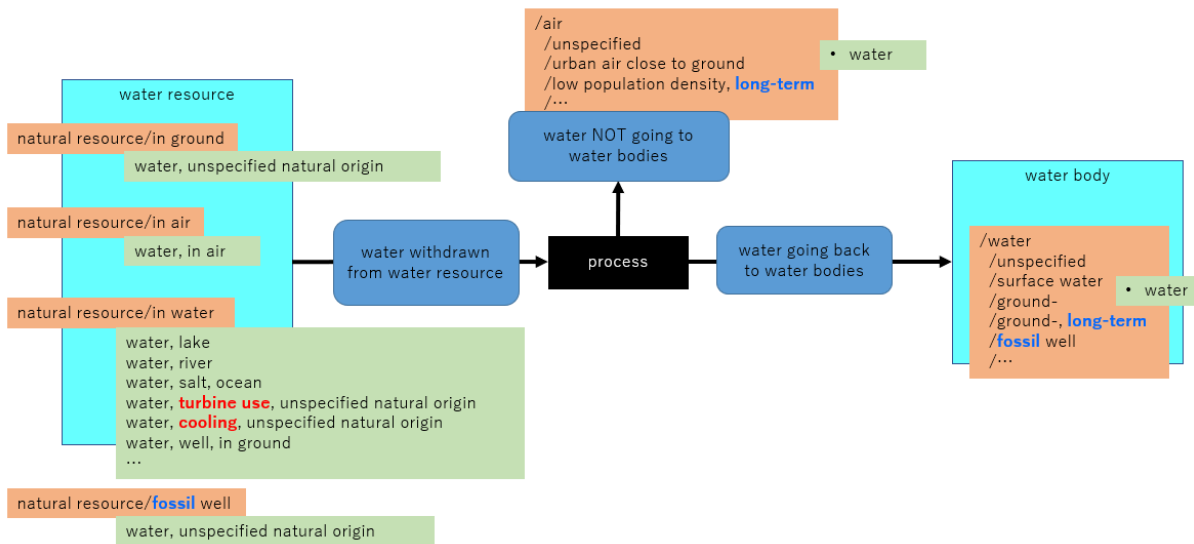 water resource
natural resource/in ground
water, unspecified natural origin
natural resource/in air
water, in air
natural resource/in water
water, lake
water, river
water, salt, ocean
water, turbine use, unspecified natural origin
water, cooling, unspecified natural origin
water, well, in ground
…
natural resource/fossil well
water, unspecified natural origin
water withdrawn
from water resource
process
/air
/unspecified
/urban air close to ground
/low population density, long-term
/…
• water
water NOT going to
water bodies
water going back
to water bodies
water body
/water
/unspecified
/surface water
/ground-
/ground-, long-term
/fossil well
/…
• water